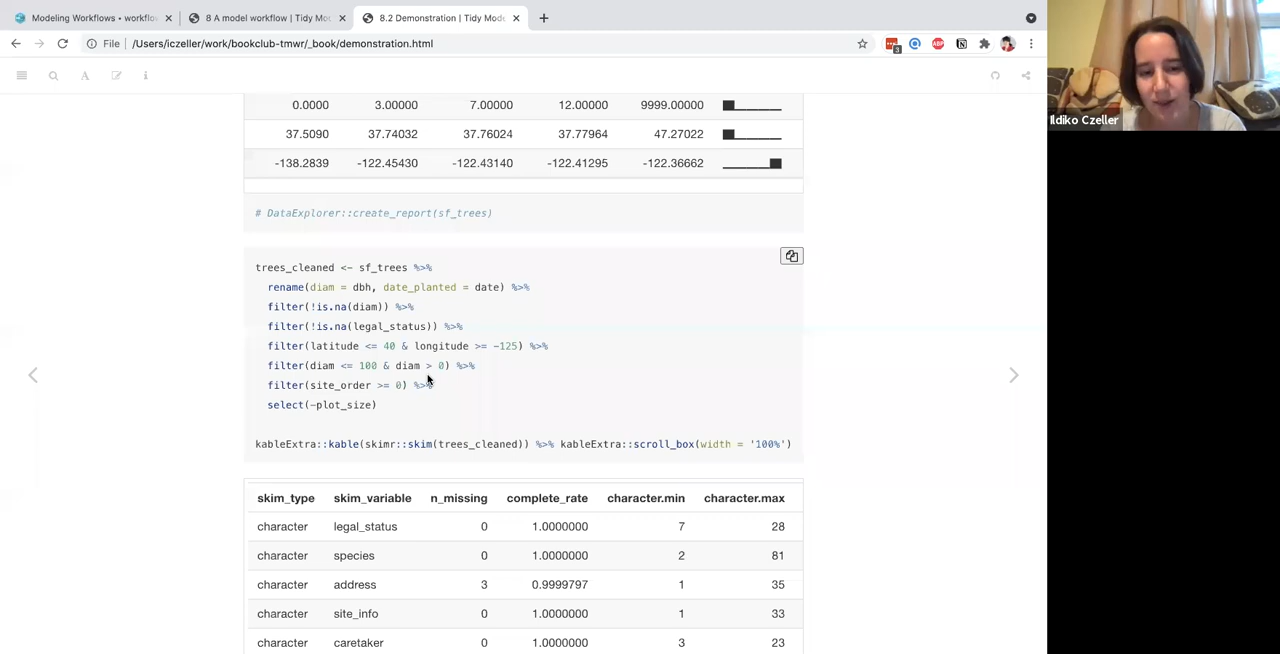 Modeling Workflows • workflow
8 A model workflow | Tidy Mod
8.2 Demonstration | Tidy Mode
File | /Users/iczeller/work/bookclub-tmwr/_book/demonstration.html
3
ABP
0.0000 3.00000 7.00000 12.00000 9999.00000
37.5090 37.74032 37.76024 37.77964 47.27022
-138.2839 -122.45430 -122.43140 -122.41295 -122.36662
# DataExplorer::create_report(sf_trees)
trees_cleaned <- sf_trees %>%
rename(diam = dbh, date_planted = date) %>%
filter(!is.na(diam)) %>%
filter(!is.na(legal_status)) %>%
filter(latitude <= 40 & longitude >= -125) %>%
filter(diam <= 100 & diam > 0) %>%
filter(site_order >= 0) %>%
select(-plot_size)
kableExtra::kable(skimr::skim(trees_cleaned)) %>% kableExtra::scroll_box(width = '100%')
skim_type skim_variable n_missing complete_rate character.min character.max
character legal_status 0 1.0000000 7 28
character species 0 1.0000000 2 81
character address 3 0.9999797 1 35
character site_info 0 1.0000000 1 33
character caretaker 0 1.0000000 3 23
Ildiko Czeller